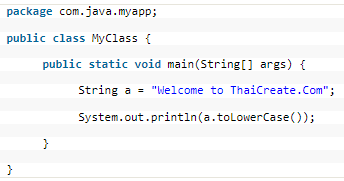 package com.java.myapp;
public class MyClass {
public static void main(String[] args) {
String a = "Welcome to ThaiCreate.Com";
System.out.println(a.toLowerCase());
}
}